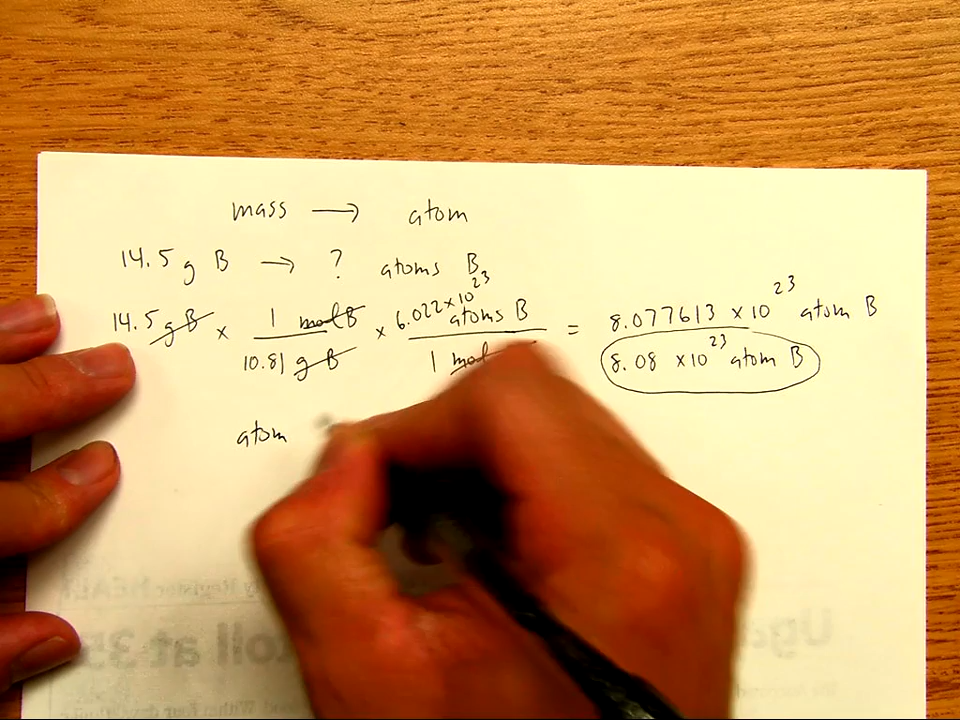 mass → atom
14.5 g B → ? atoms B
14.5 g B × 1 mol B / 10.81 g B × 6.022 × 10^23 atoms B / 1 mol = 8.077613 × 10^23 atom B
8.08 × 10^23 atom B
atom